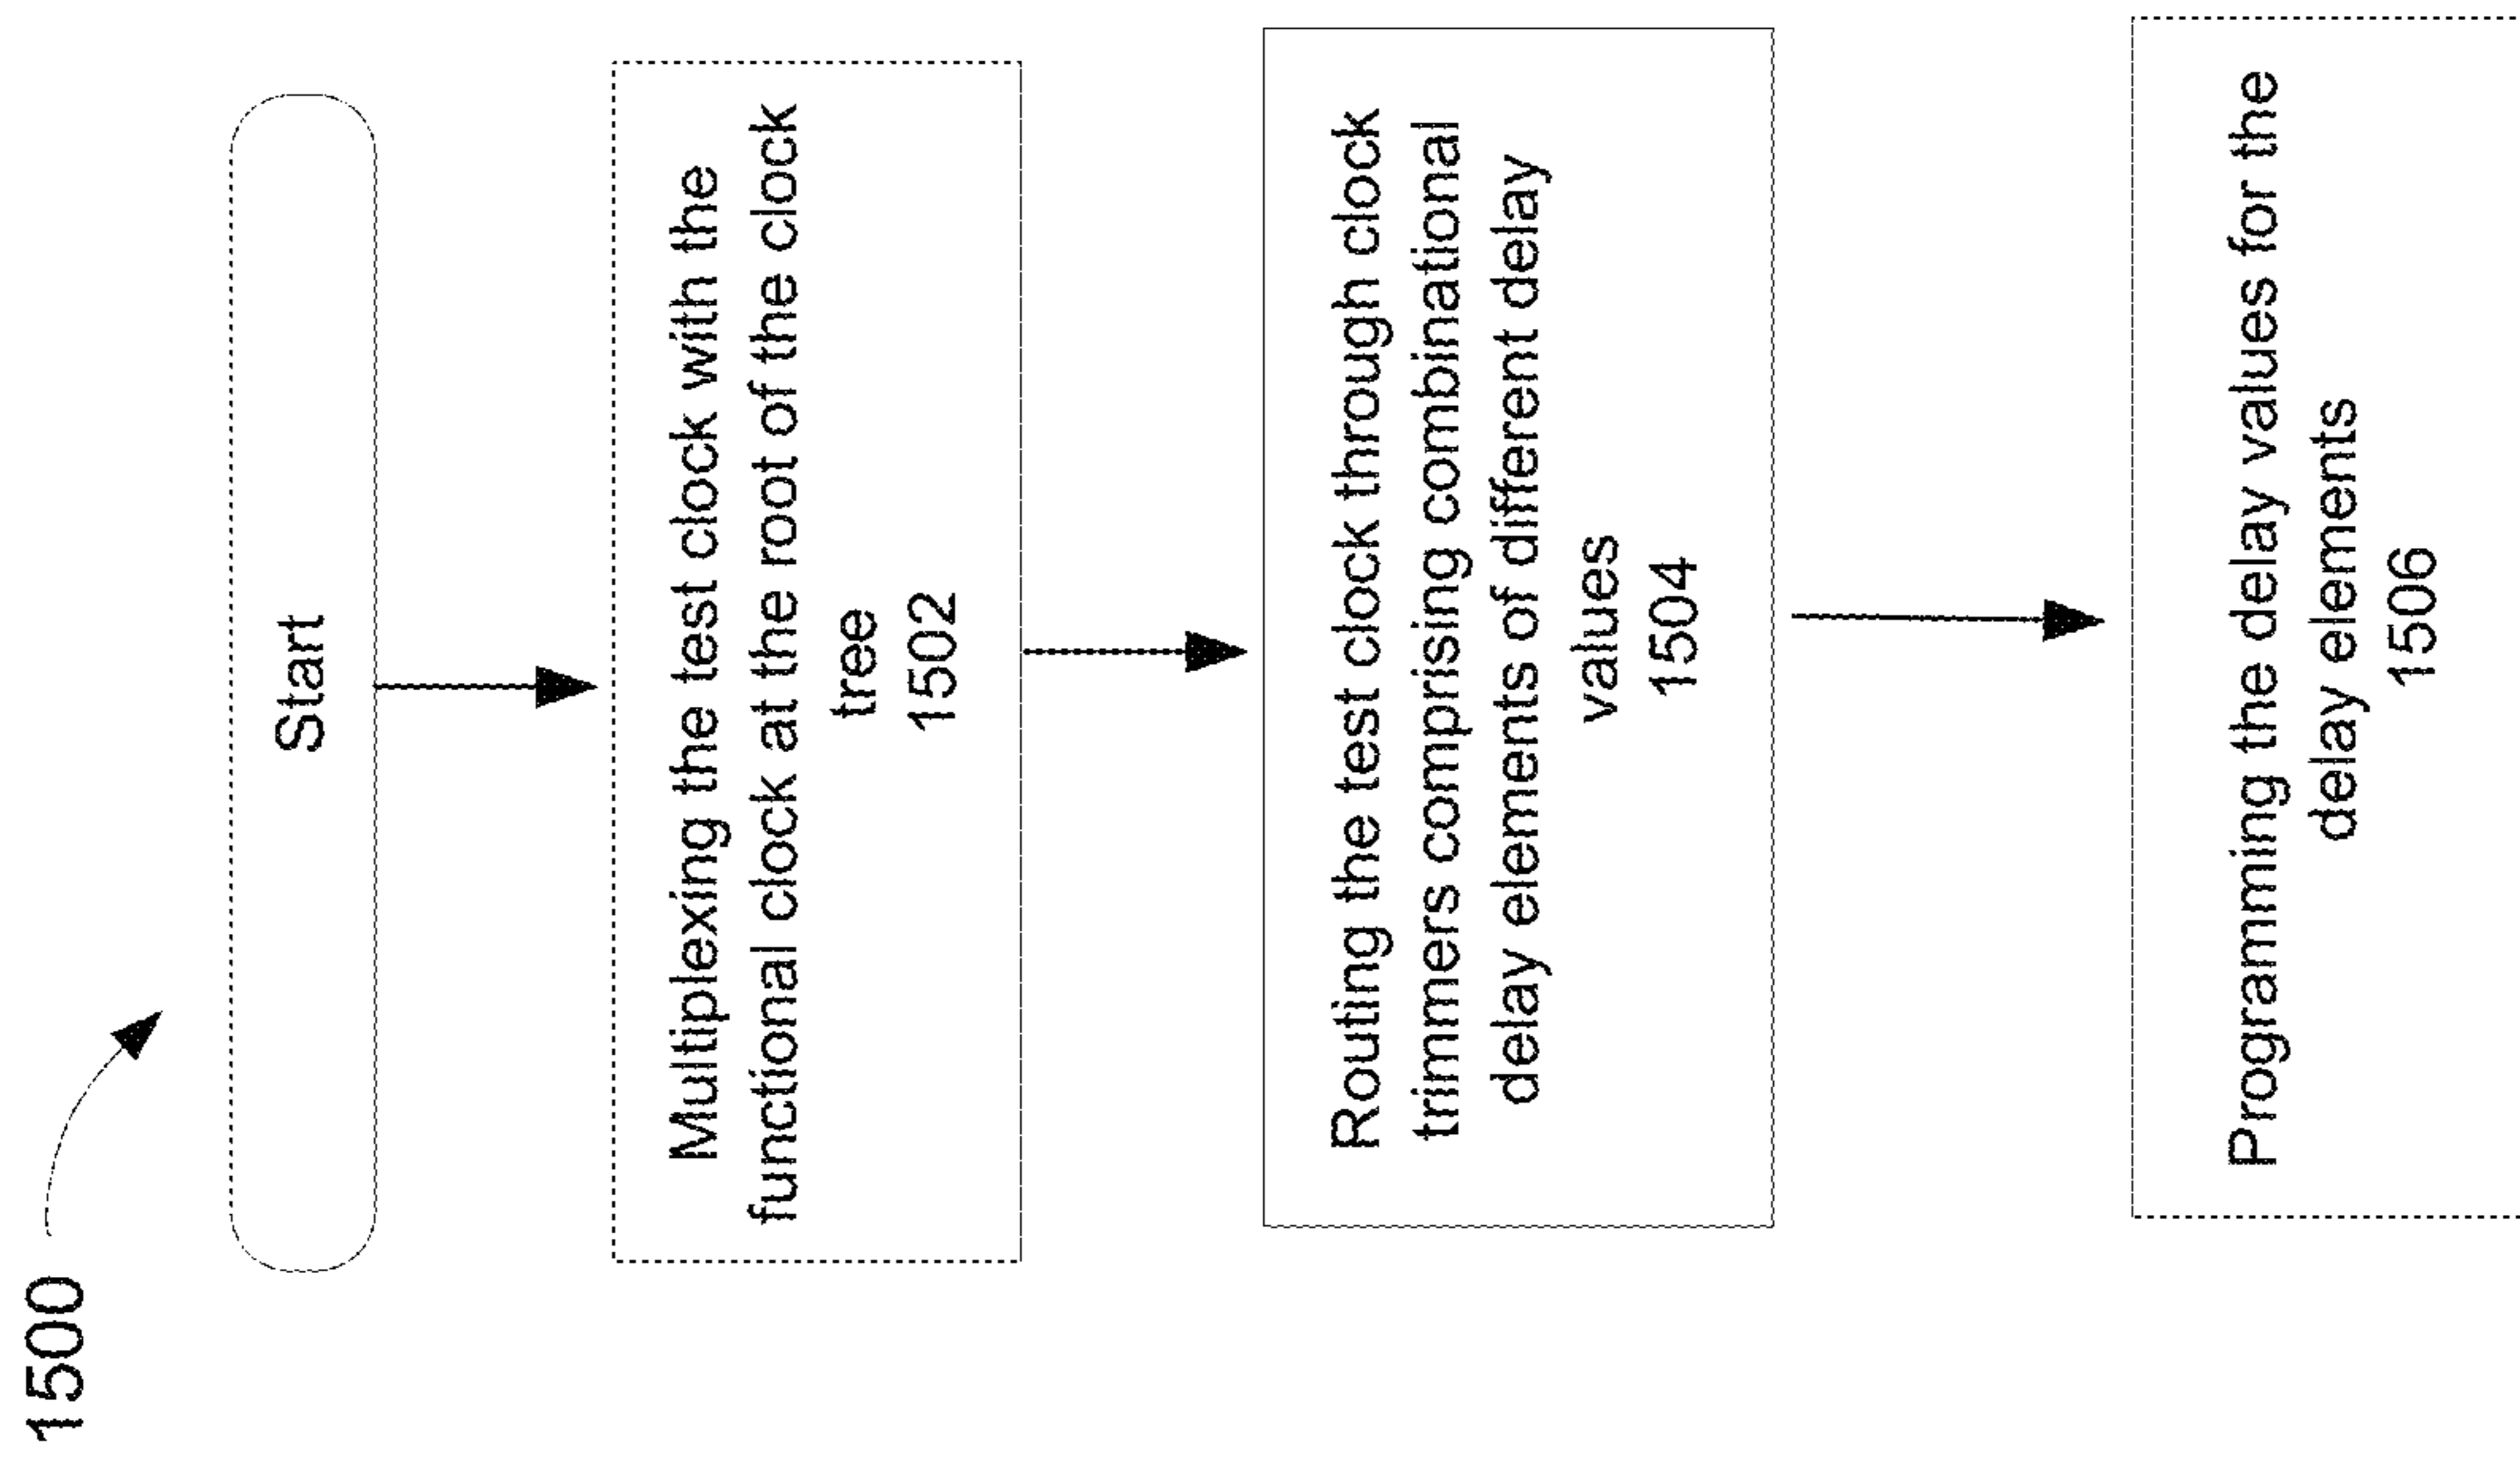 1500
Start
Multiplexing the test clock with the
functional clock at the root of the clock
tree
1502
Routing the test clock through clock
trimmers comprising combinational
delay elements of different delay
values
1504
Programming the delay values for the
delay elements
1506